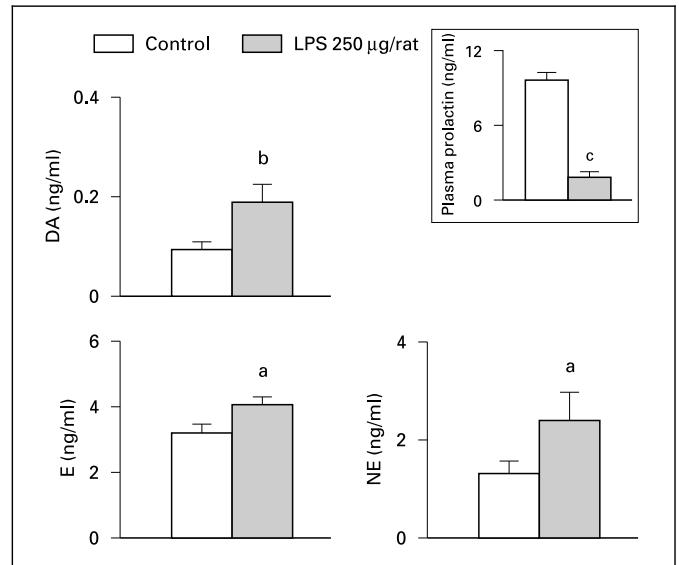 Control
LPS 250 µg/rat
0.4
0.2
0
DA (ng/ml)
b
12
6
0
Plasma prolactin (ng/ml)
c
6
4
2
0
E (ng/ml)
a
4
2
0
NE (ng/ml)
a